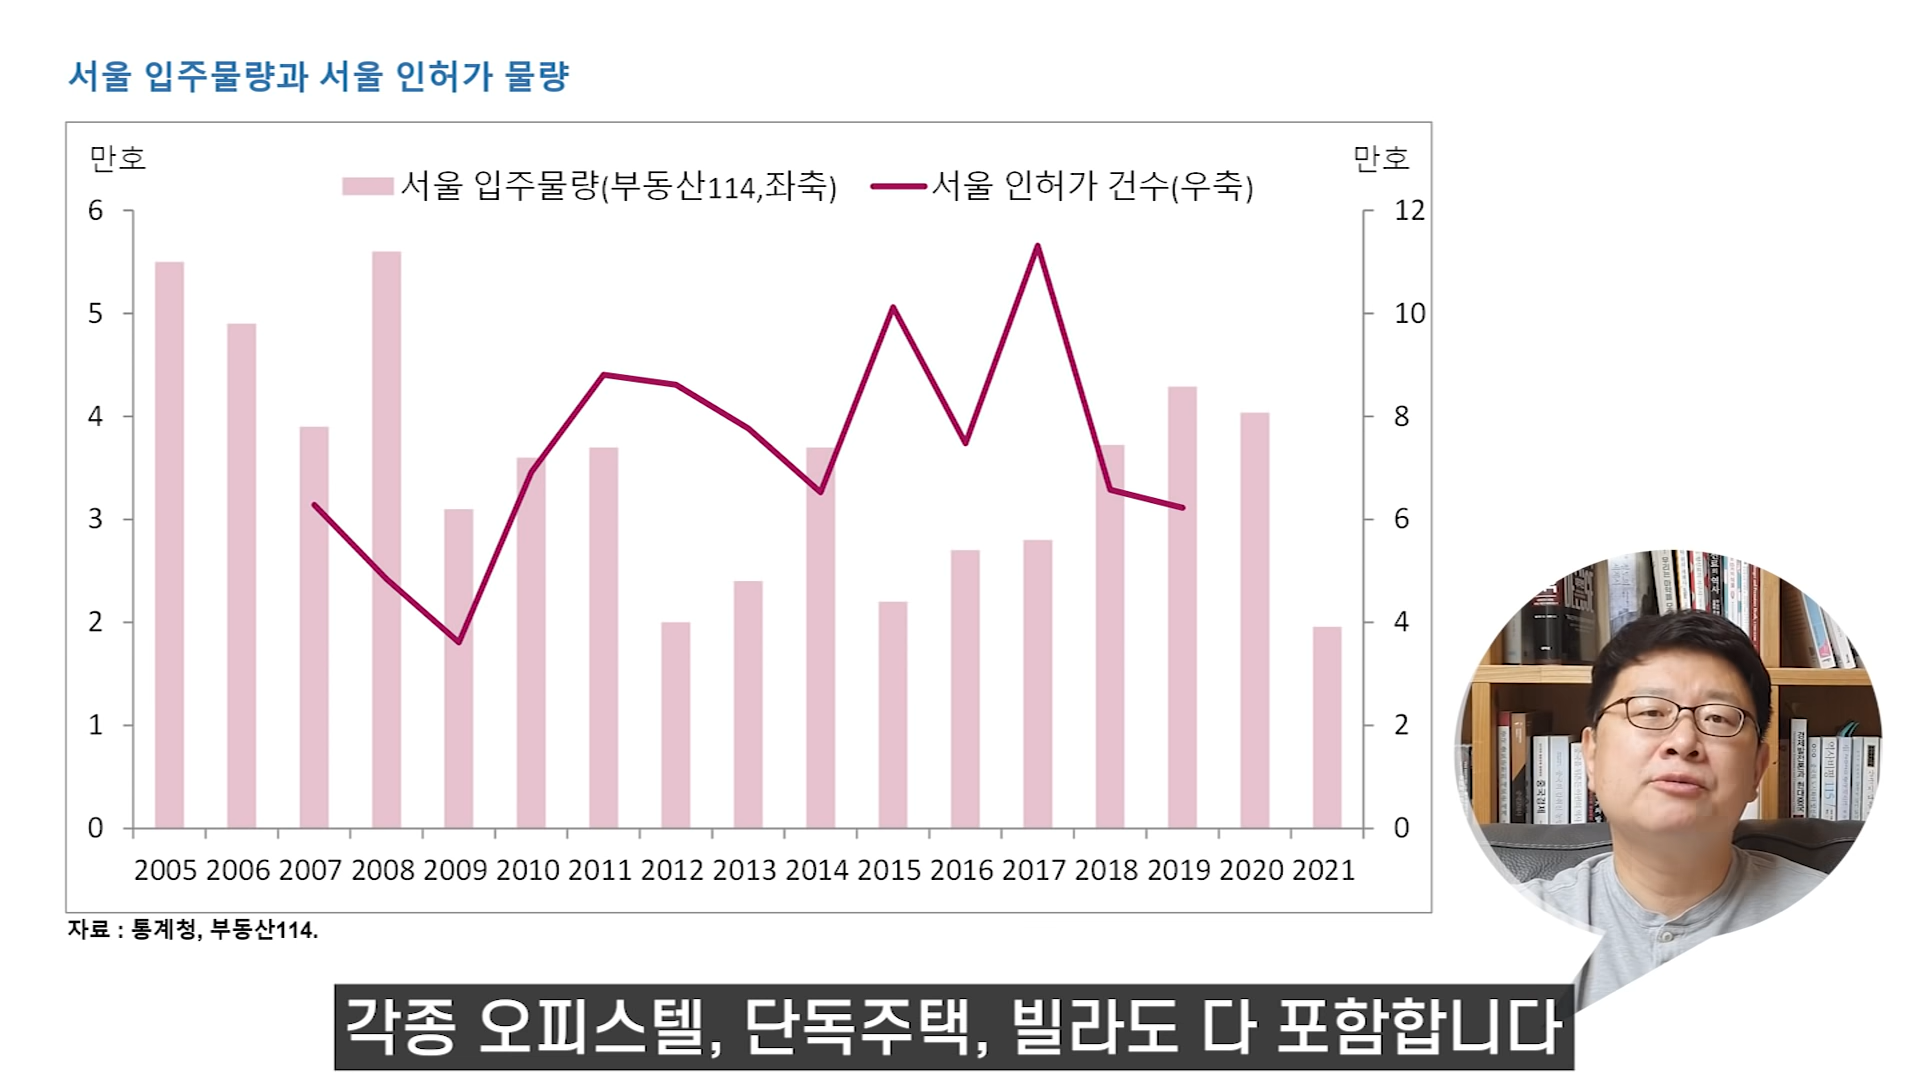 서울 입주물량과 서울 인허가 물량
만호
만호
서울 입주물량(부동산114,좌축)
서울 인허가 건수(우축)
6
5
4
3
2
1
0
12
10
8
6
4
2
0
2005 2006 2007 2008 2009 2010 2011 2012 2013 2014 2015 2016 2017 2018 2019 2020 2021
자료 : 통계청, 부동산114.
각종 오피스텔, 단독주택, 빌라도 다 포함합니다